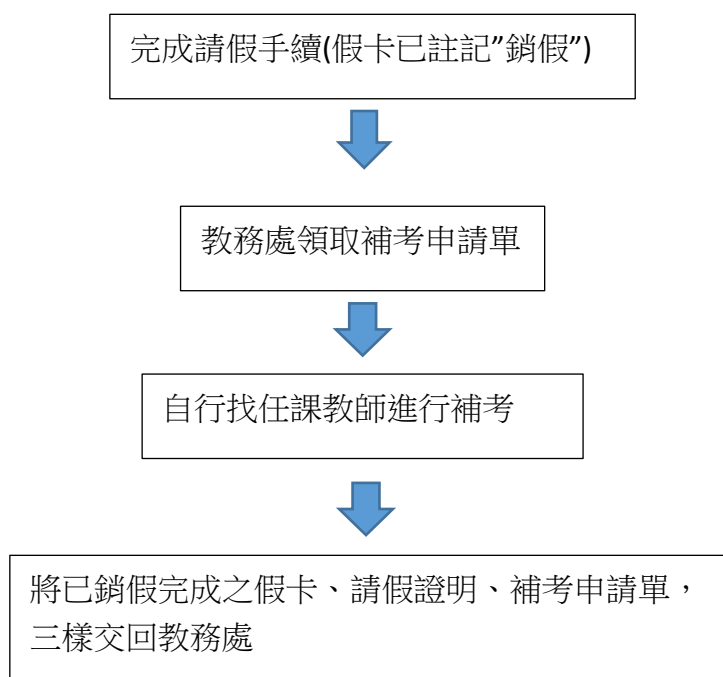 完成請假手續(假卡已註記”銷假”)
教務處領取補考申請單
自行找任課教師進行補考
將已銷假完成之假卡、請假證明、補考申請單，
三樣交回教務處